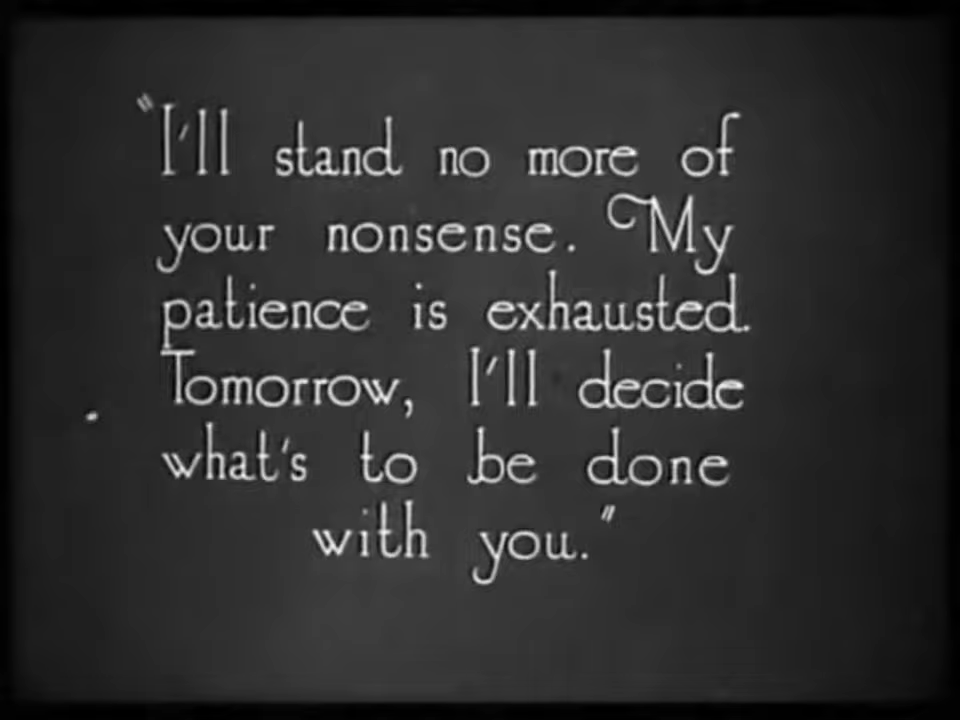 "I'll stand no more of
your nonsense. My
patience is exhausted.
Tomorrow, I'll decide
what's to be done
with you."